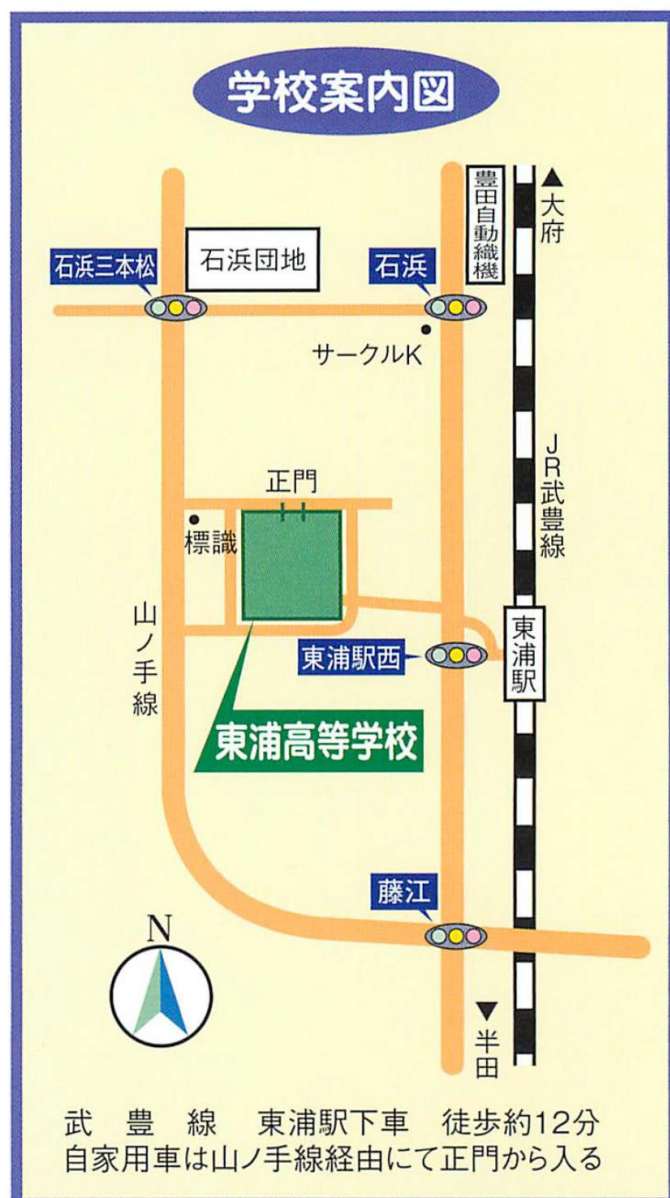 学校案内図
豊田自動織機
▲大府
石浜三本松
石浜団地
石浜
サークルK
JR武豊線
正門
標識
山ノ手線
東浦駅西
東浦駅
東浦高等学校
藤江
N
▼半田
武豊線 東浦駅下車 徒歩約12分
自家用車は山ノ手線経由にて正門から入る